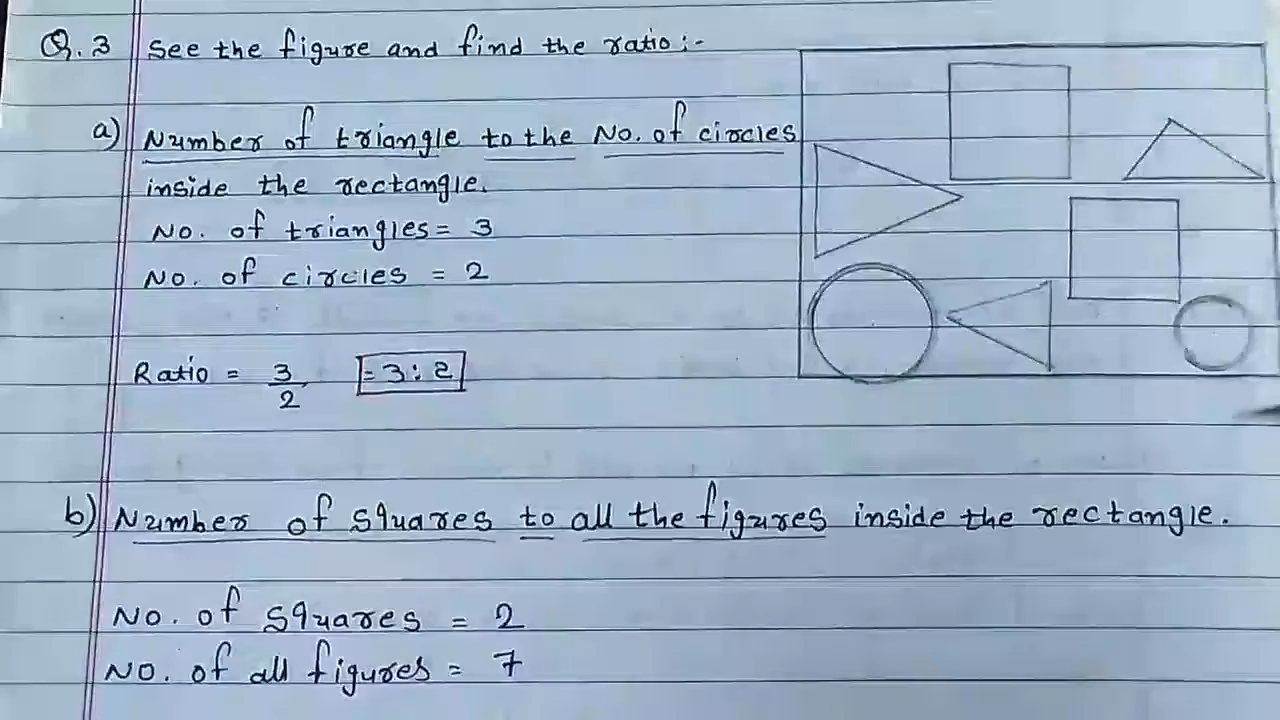 Q.3 See the figure and find the ratio :-
a) Number of triangle to the No. of circles
inside the rectangle.
No. of triangles = 3
No. of circles = 2
Ratio = 3/2 = 3:2
b) Number of squares to all the figures inside the rectangle.
No. of squares = 2
No. of all figures = 7